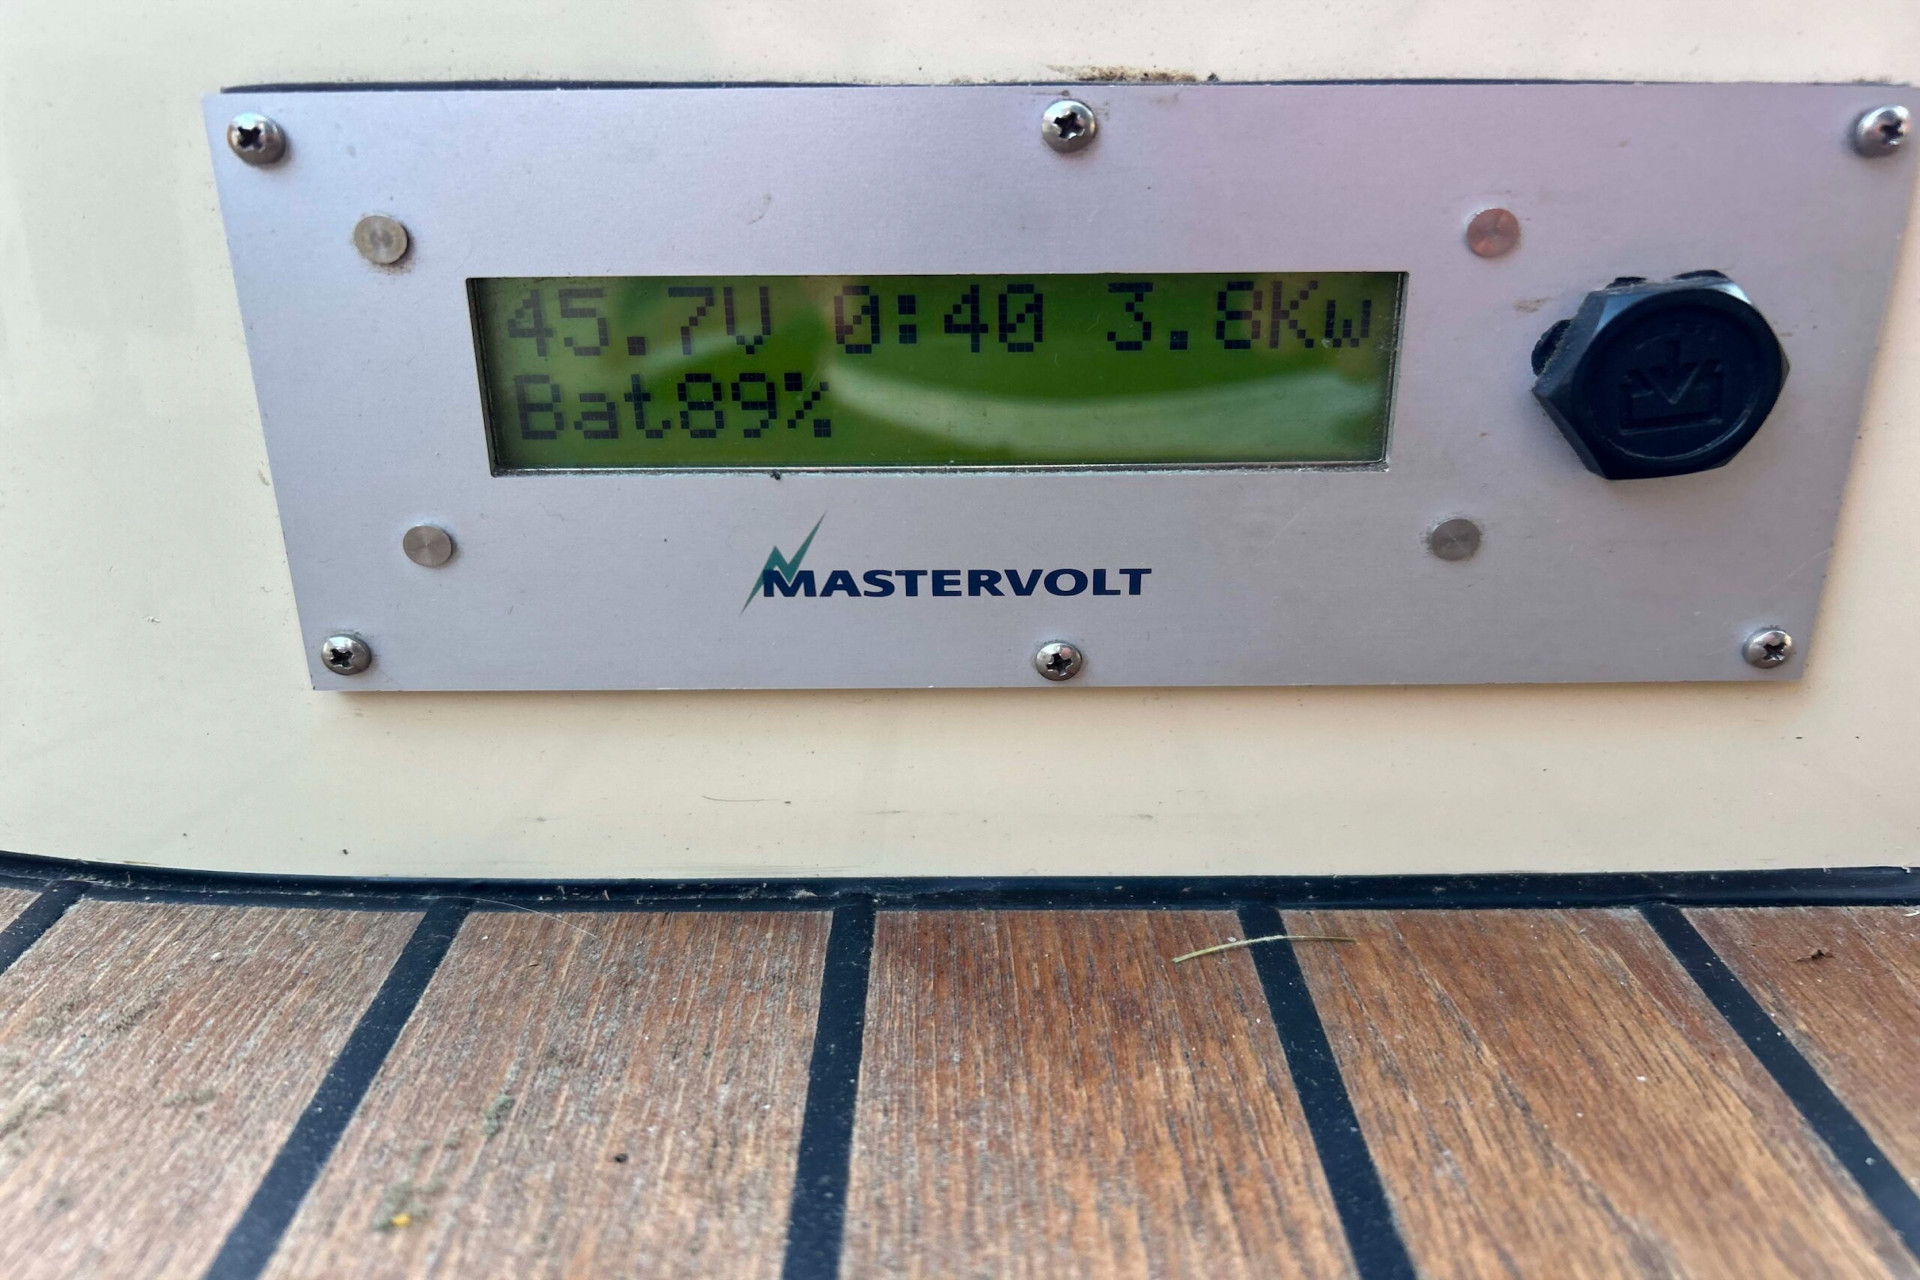 45.7V 0:40 3.8Kw
Bat89%
MASTERVOLT